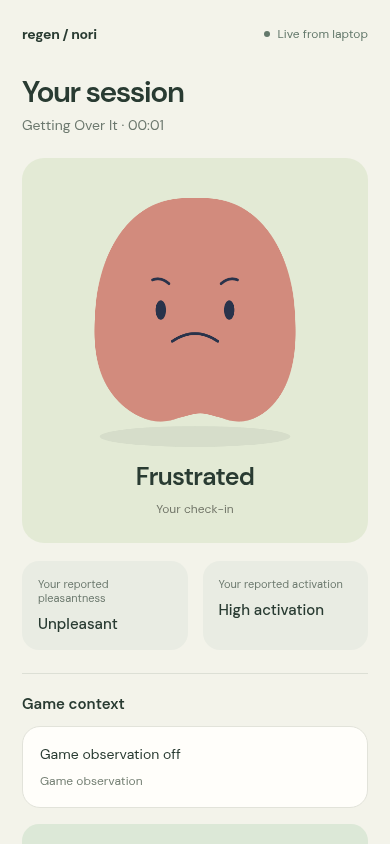 regen / nori
Live from laptop
Your session
Getting Over It · 00:01
Frustrated
Your check-in
Your reported
pleasantness
Unpleasant
Your reported activation
High activation
Game context
Game observation off
Game observation